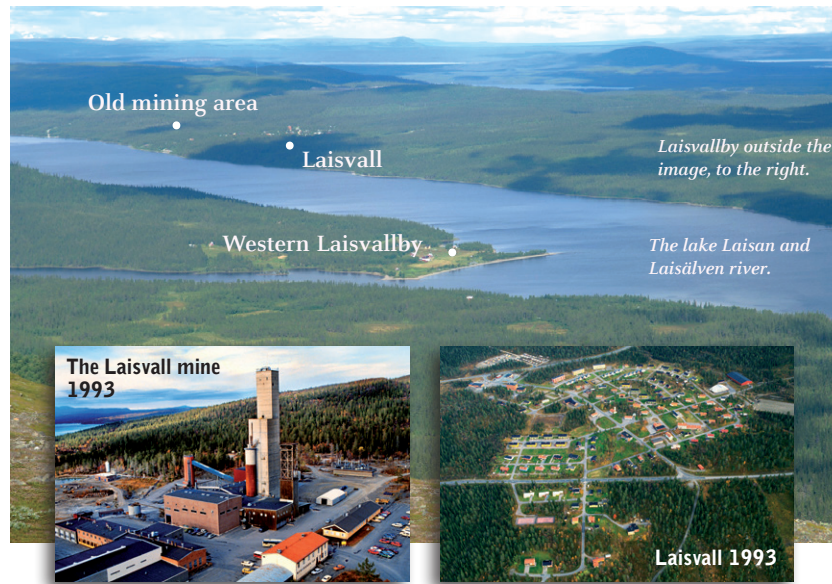 Old mining area
Laisvall
Laisvallby outside the
image, to the right.
Western Laisvallby
The lake Laisan and
Laisälven river.
The Laisvall mine
1993
Laisvall 1993